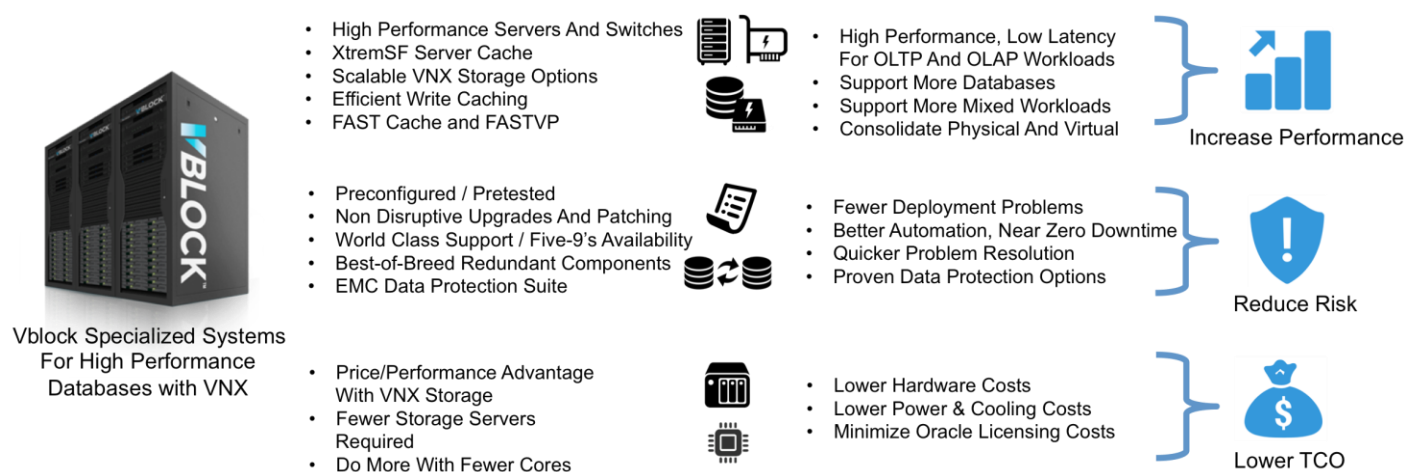 VBLOCK™
Vblock Specialized Systems
For High Performance
Databases with VNX
• High Performance Servers And Switches
• XtremSF Server Cache
• Scalable VNX Storage Options
• Efficient Write Caching
• FAST Cache and FASTVP
• High Performance, Low Latency
For OLTP And OLAP Workloads
• Support More Databases
• Support More Mixed Workloads
• Consolidate Physical And Virtual
Increase Performance
• Preconfigured / Pretested
• Non Disruptive Upgrades And Patching
• World Class Support / Five-9's Availability
• Best-of-Breed Redundant Components
• EMC Data Protection Suite
• Fewer Deployment Problems
• Better Automation, Near Zero Downtime
• Quicker Problem Resolution
• Proven Data Protection Options
!
Reduce Risk
• Price/Performance Advantage
With VNX Storage
• Fewer Storage Servers
Required
• Do More With Fewer Cores
• Lower Hardware Costs
• Lower Power & Cooling Costs
• Minimize Oracle Licensing Costs
$
Lower TCO